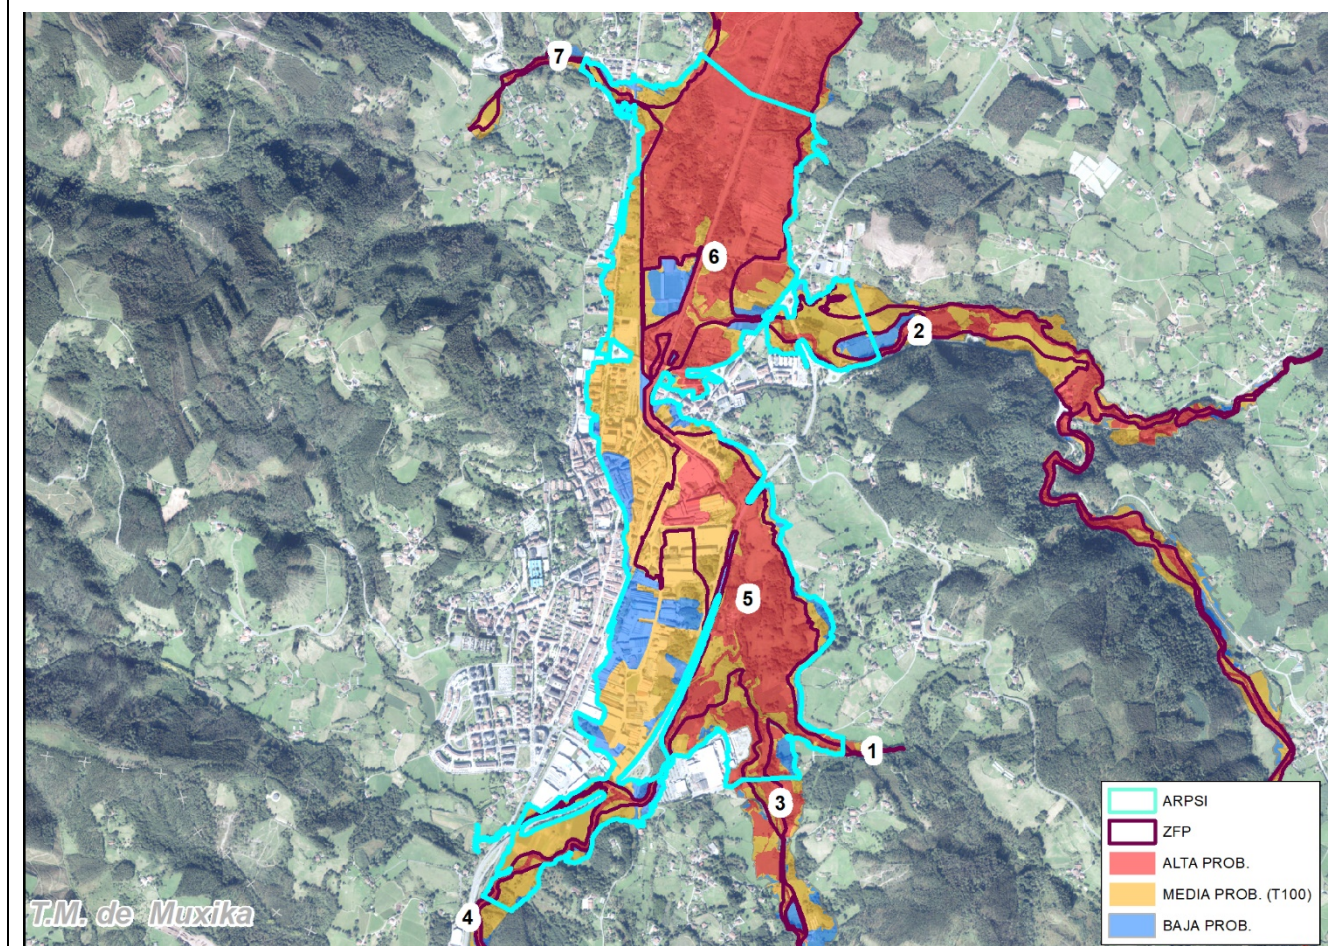 7
6
2
5
1
3
4
T.M. de Muxika
ARPSI
ZFP
ALTA PROB.
MEDIA PROB. (T100)
BAJA PROB.